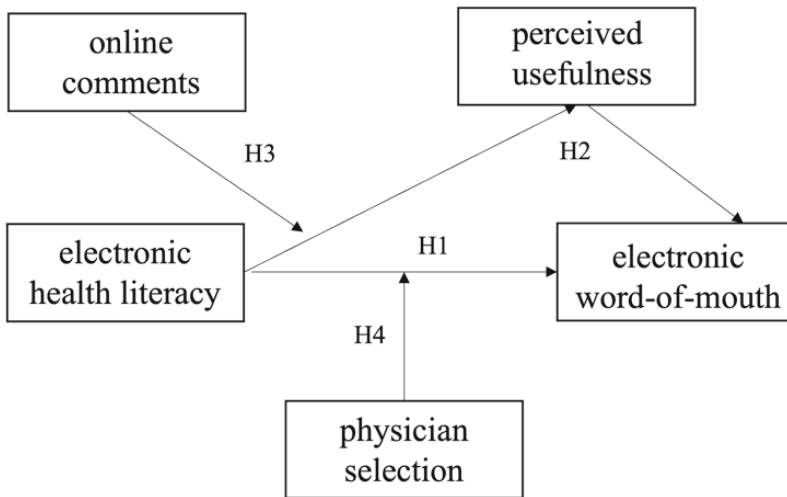 online
comments
perceived
usefulness
H3
H2
electronic
health literacy
H1
electronic
word-of-mouth
H4
physician
selection